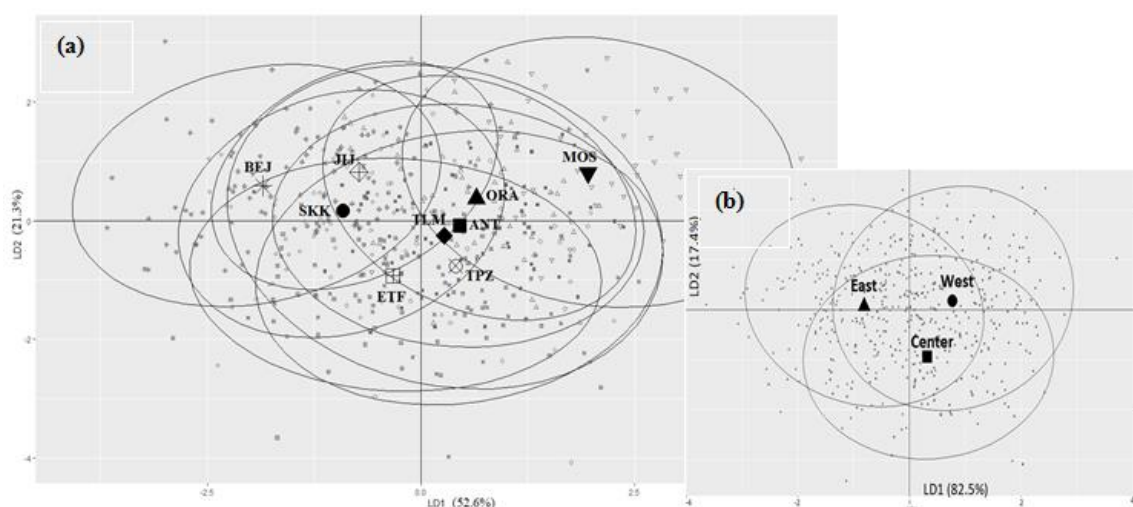 (a)
BEJ
JIJ
MOS
SKK
ORA
TLM
ANT
TPZ
ETF
LD2 (21.3%)
2
0
-2
-4
-2.5
0.0
2.5
LD1 (52.6%)
(b)
East
West
Center
LD2 (17.4%)
LD1 (82.5%)
-4
-2
0
2
4